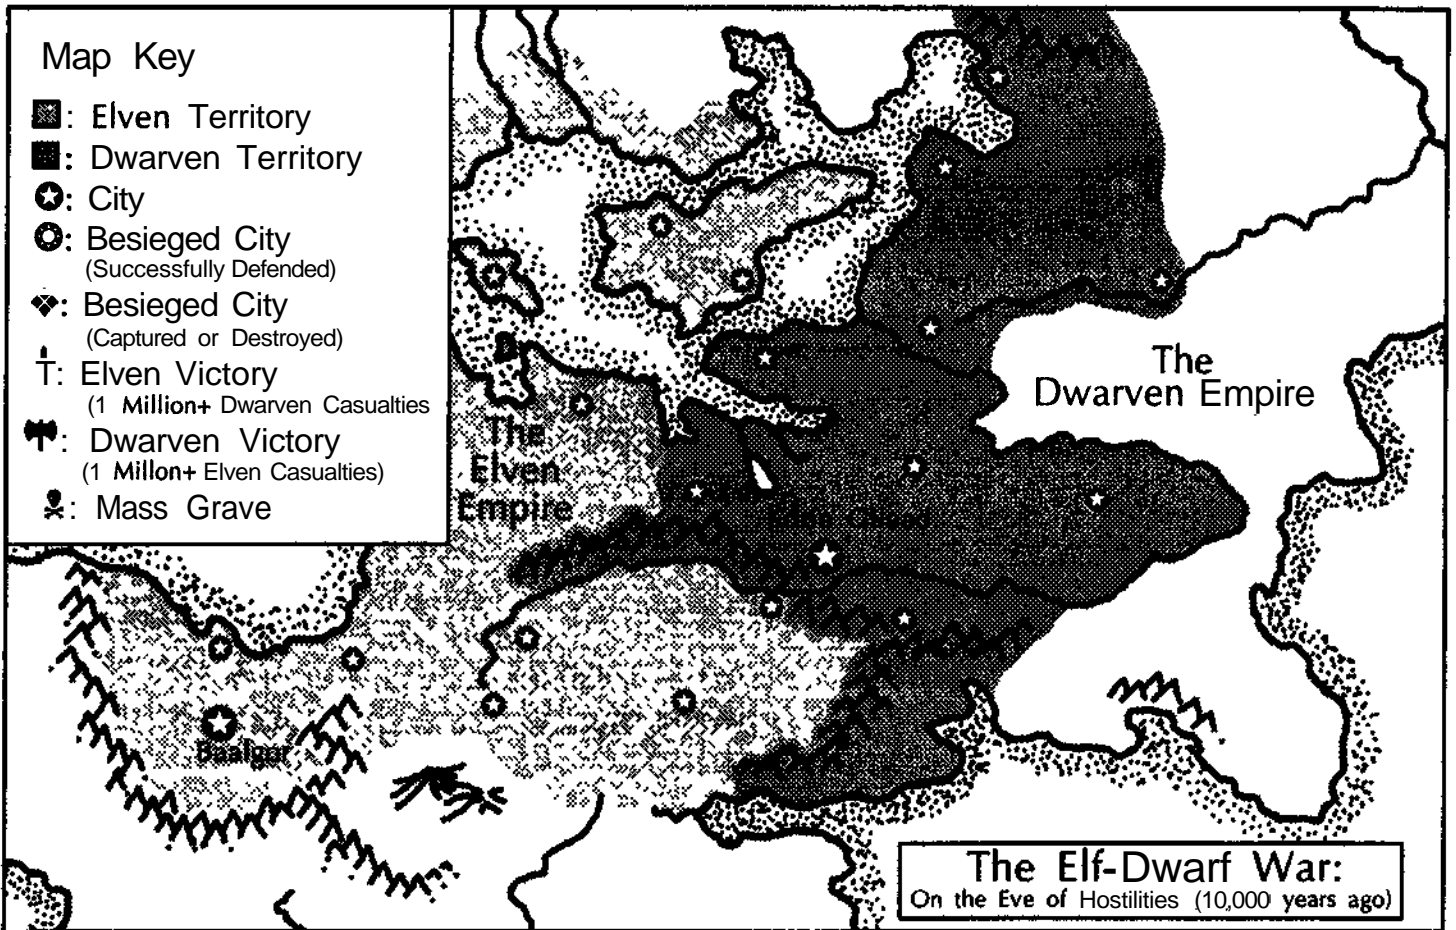 Map Key
: Elven Territory
: Dwarven Territory
: City
: Besieged City
(Successfully Defended)
: Besieged City
(Captured or Destroyed)
: Elven Victory
(1 Million+ Dwarven Casualties
: Dwarven Victory
(1 Millon+ Elven Casualties)
: Mass Grave
The
Dwarven Empire
The
Elven
Empire
Baalgor
The Elf-Dwarf War:
On the Eve of Hostilities (10,000 years ago)